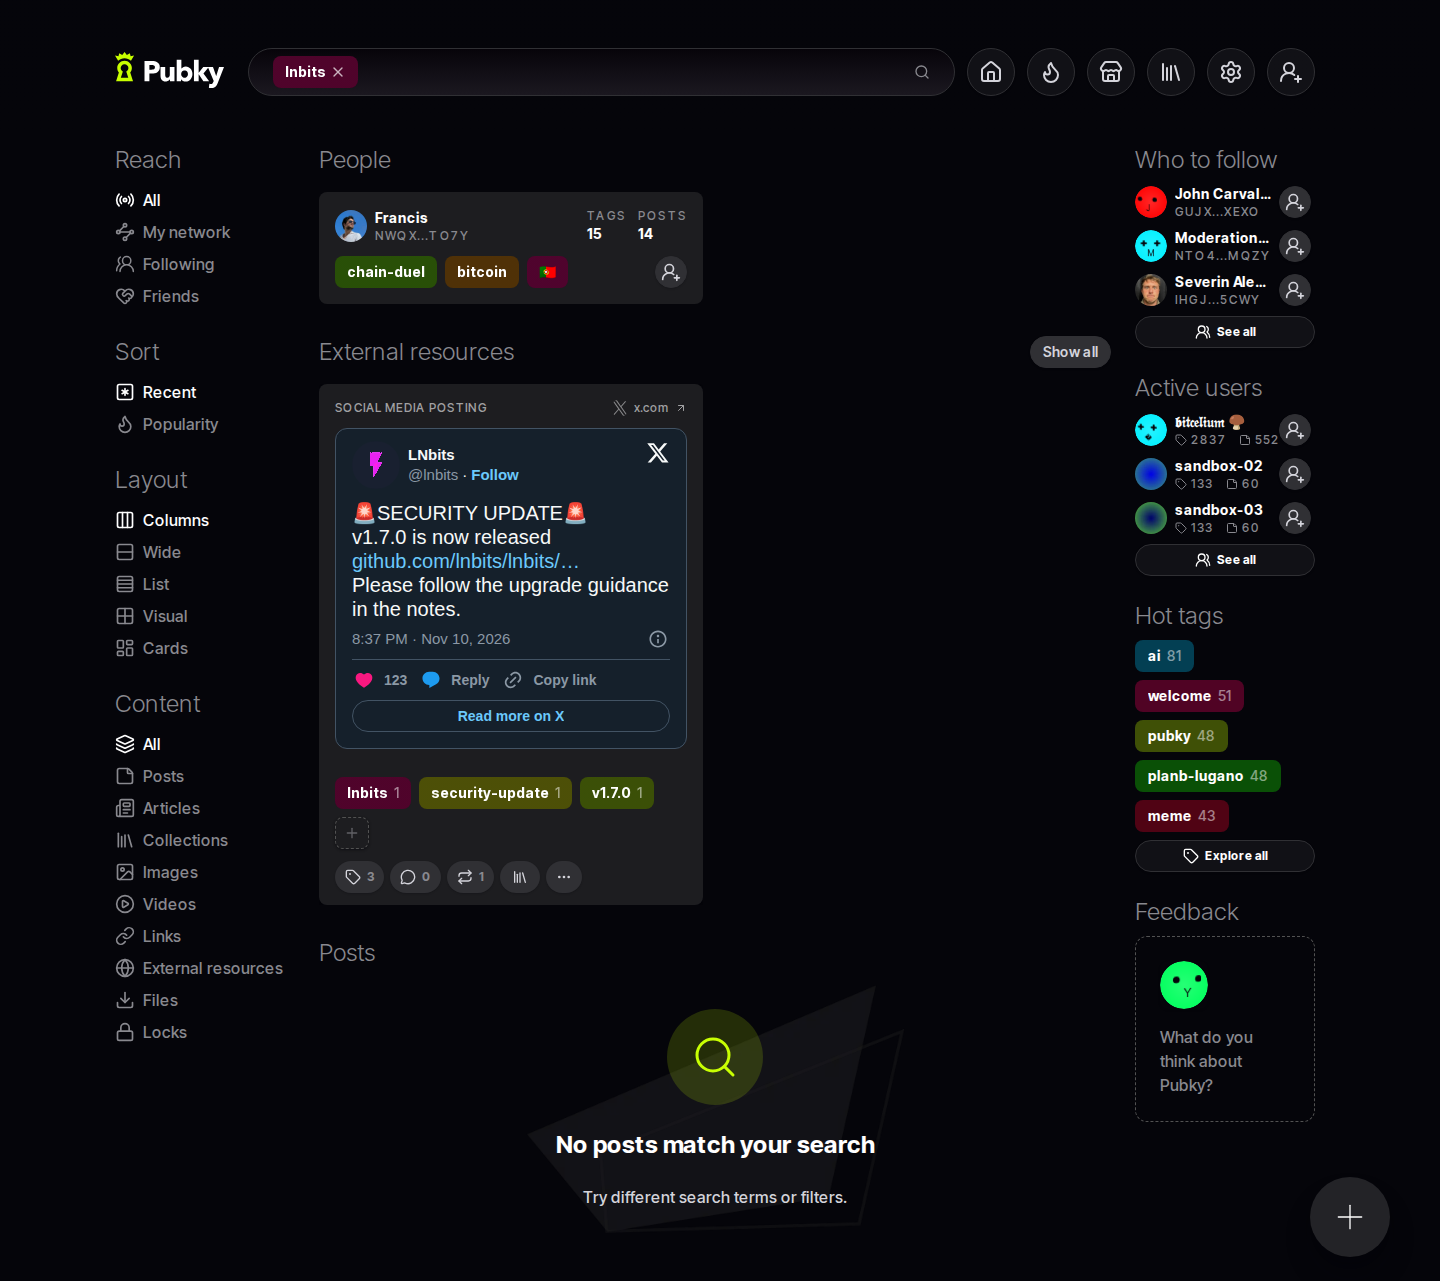 Pubky
lnbits
Reach
All
My network
Following
Friends
Sort
Recent
Popularity
Layout
Columns
Wide
List
Visual
Cards
Content
All
Posts
Articles
Collections
Images
Videos
Links
External resources
Files
Locks
People
Francis
NWQX...TO7Y
TAGS
15
POSTS
14
chain-duel
bitcoin
🇵🇹
External resources
Show all
SOCIAL MEDIA POSTING
x.com
LNbits
@lnbits · Follow
🚨SECURITY UPDATE🚨
v1.7.0 is now released
github.com/lnbits/lnbits/…
Please follow the upgrade guidance
in the notes.
8:37 PM · Nov 10, 2026
123
Reply
Copy link
Read more on X
lnbits 1
security-update 1
v1.7.0 1
3
0
1
Posts
No posts match your search
Try different search terms or filters.
Who to follow
John Carval...
GUJX...XEXO
Moderation...
NTO4...MQZY
Severin Ale...
IHGJ...5CWY
See all
Active users
𝖇𝖎𝖙𝖈𝖊𝖑𝖎𝖚𝖒 🍄‍🟫
2837
552
sandbox-02
133
60
sandbox-03
133
60
See all
Hot tags
ai 81
welcome 51
pubky 48
planb-lugano 48
meme 43
Explore all
Feedback
What do you
think about
Pubky?